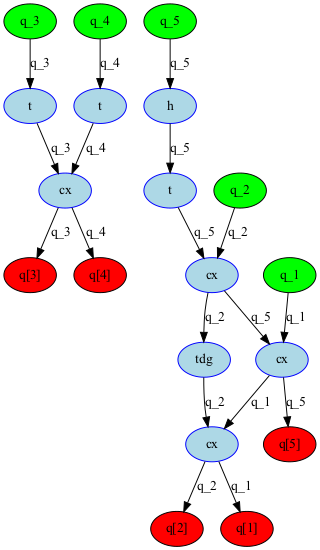 q_3 q_4 q_5
q_3 q_4 q_5
t t h
q_3 q_4 q_5
cx t q_2
q_3 q_4 q_5 q_2
q[3] q[4] cx q_1
q_2 q_5 q_1
tdg cx
q_2 q_1 q_5
cx q[5]
q_2 q_1
q[2] q[1]